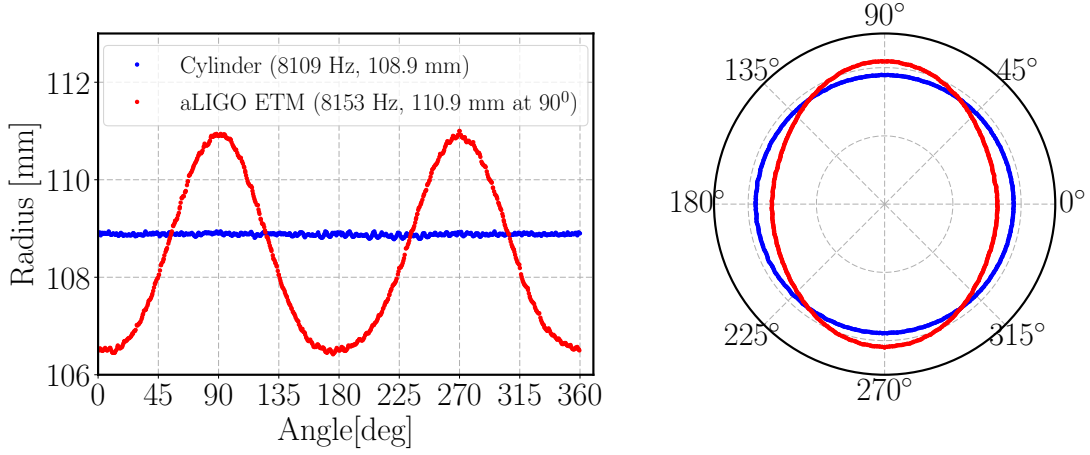 Radius [mm]
112
110
108
106
Cylinder (8109 Hz, 108.9 mm)
aLIGO ETM (8153 Hz, 110.9 mm at 90⁰)
0 45 90 135 180 225 270 315 360
Angle[deg]
90°
135° 45°
180° 0°
225° 315°
270°